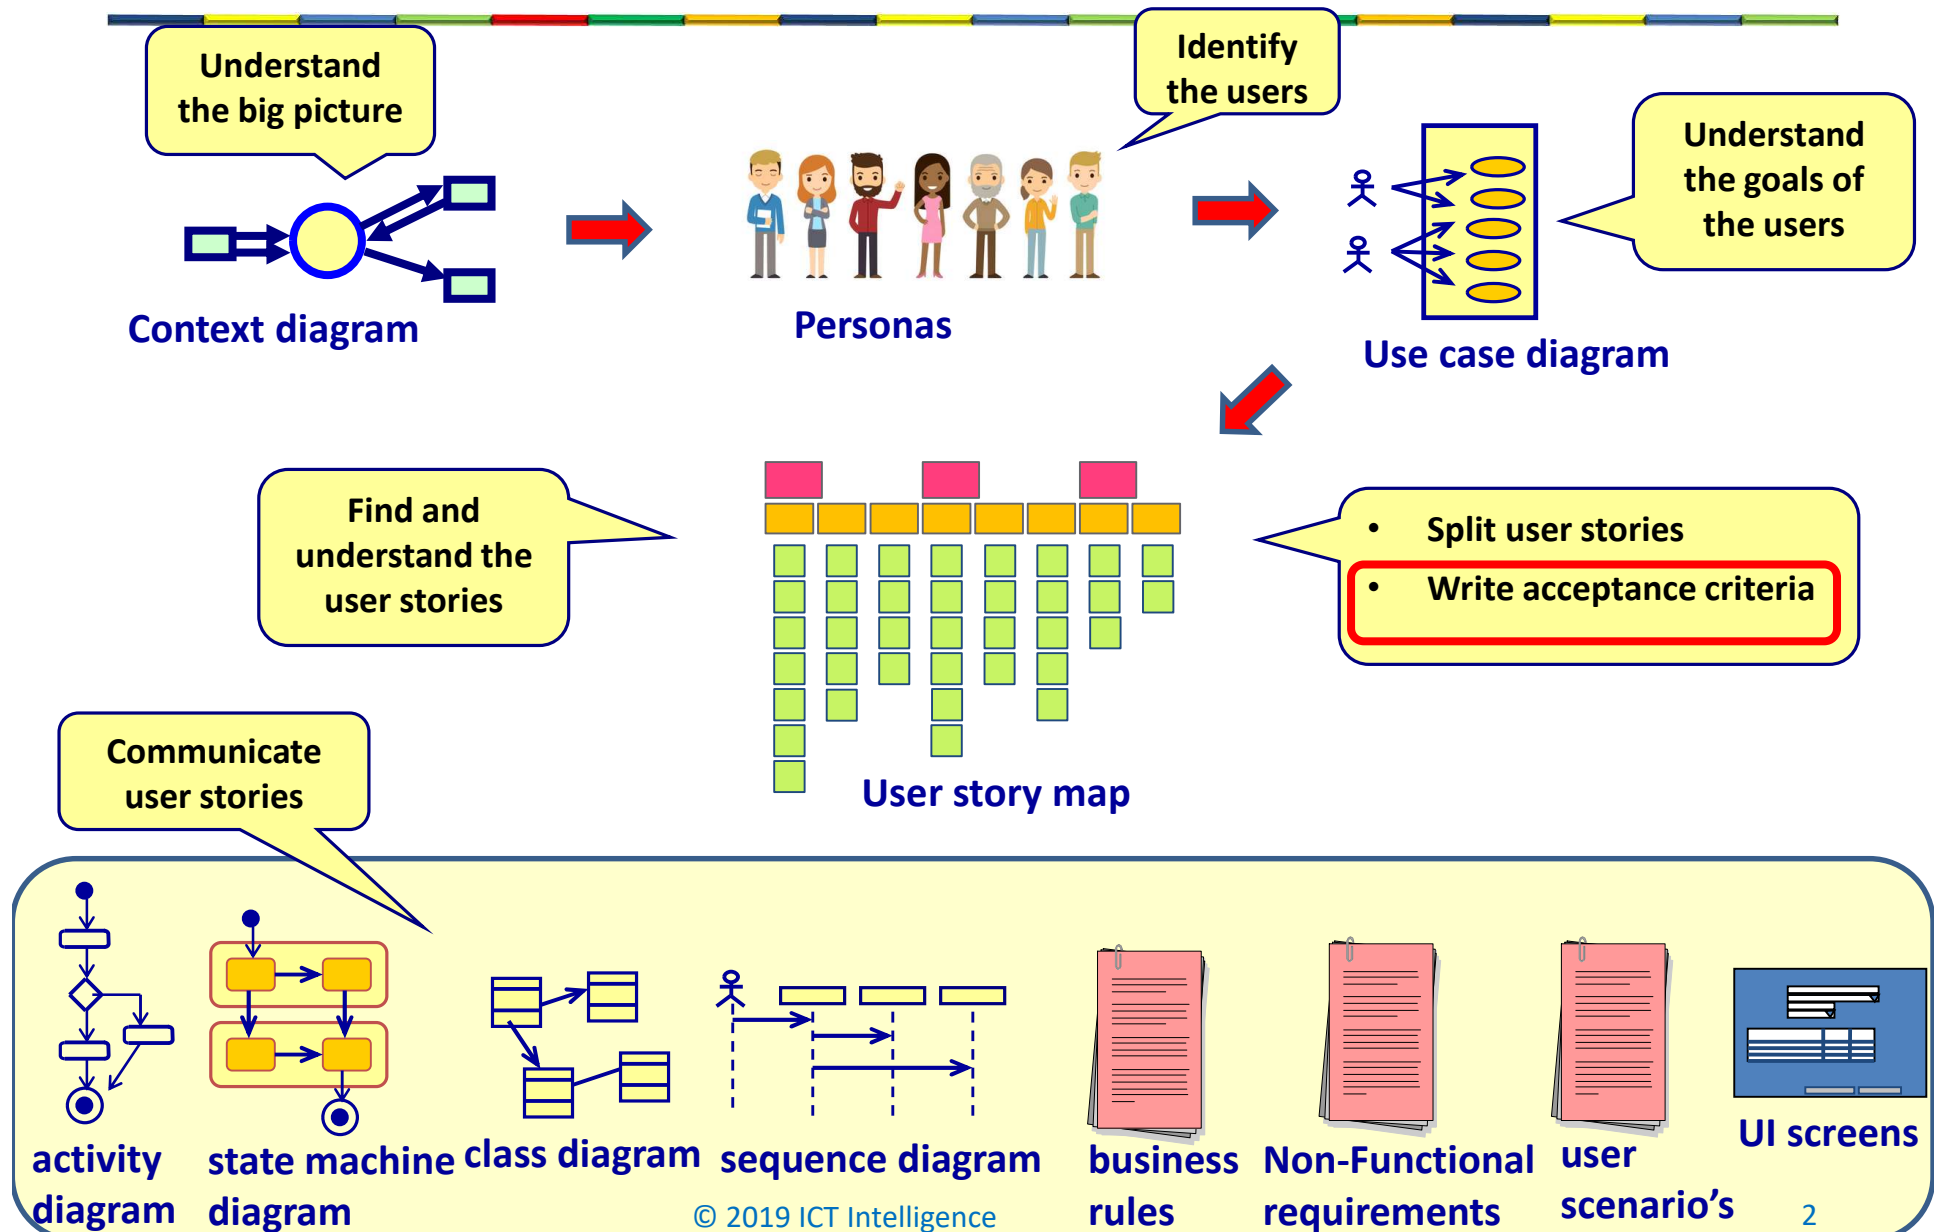 Understand
the big picture
Identify
the users
Understand
the goals of
the users
Context diagram
Personas
Use case diagram
Find and
understand the
user stories
• Split user stories
• Write acceptance criteria
User story map
Communicate
user stories
activity
diagram
state machine
diagram
class diagram
sequence diagram
business
rules
Non-Functional
requirements
user
scenario's
UI screens
© 2019 ICT Intelligence
2